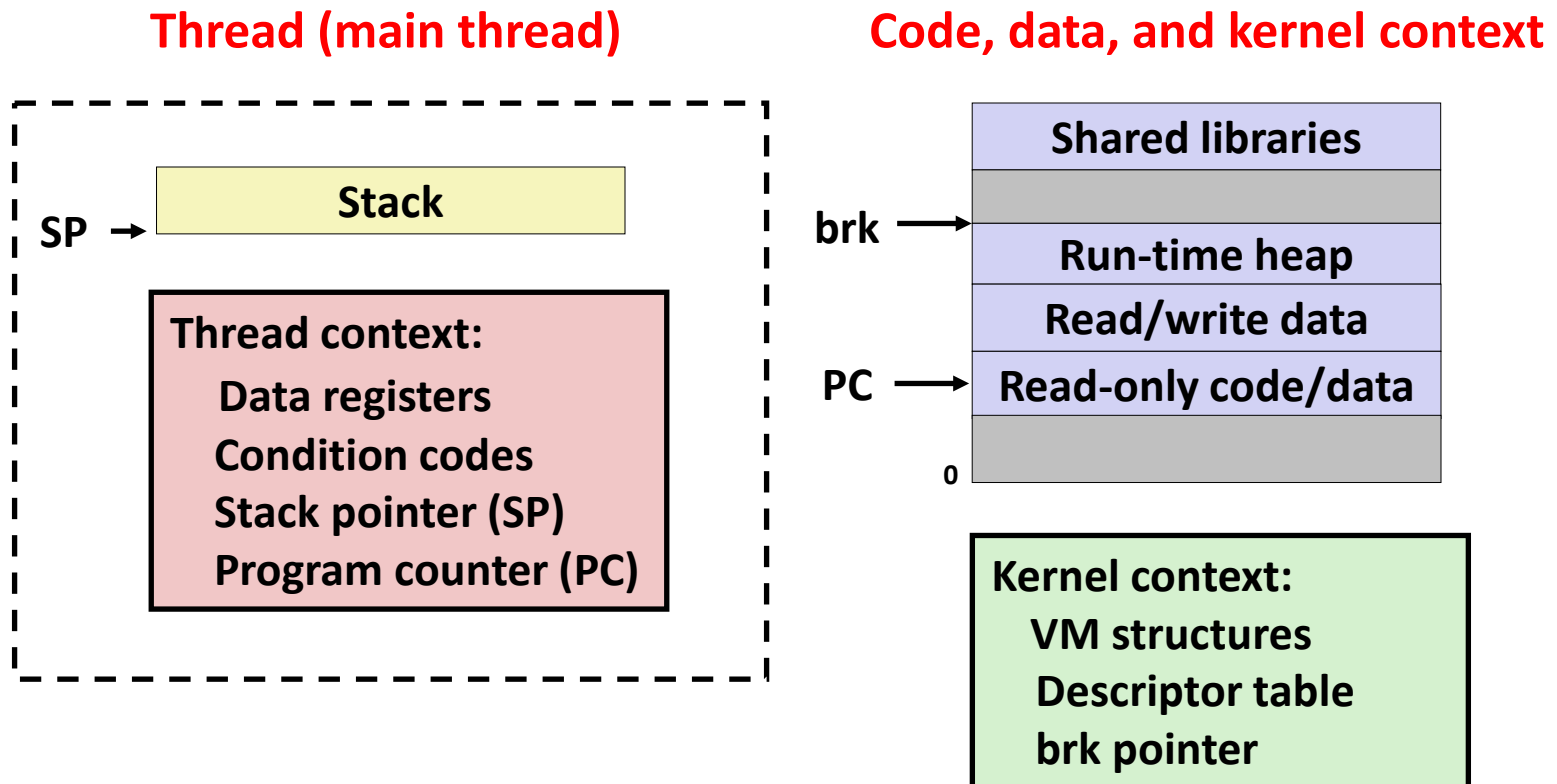 Thread (main thread)
Stack
SP
Thread context:
Data registers
Condition codes
Stack pointer (SP)
Program counter (PC)
Code, data, and kernel context
Shared libraries
brk
Run-time heap
Read/write data
PC
Read-only code/data
0
Kernel context:
VM structures
Descriptor table
brk pointer